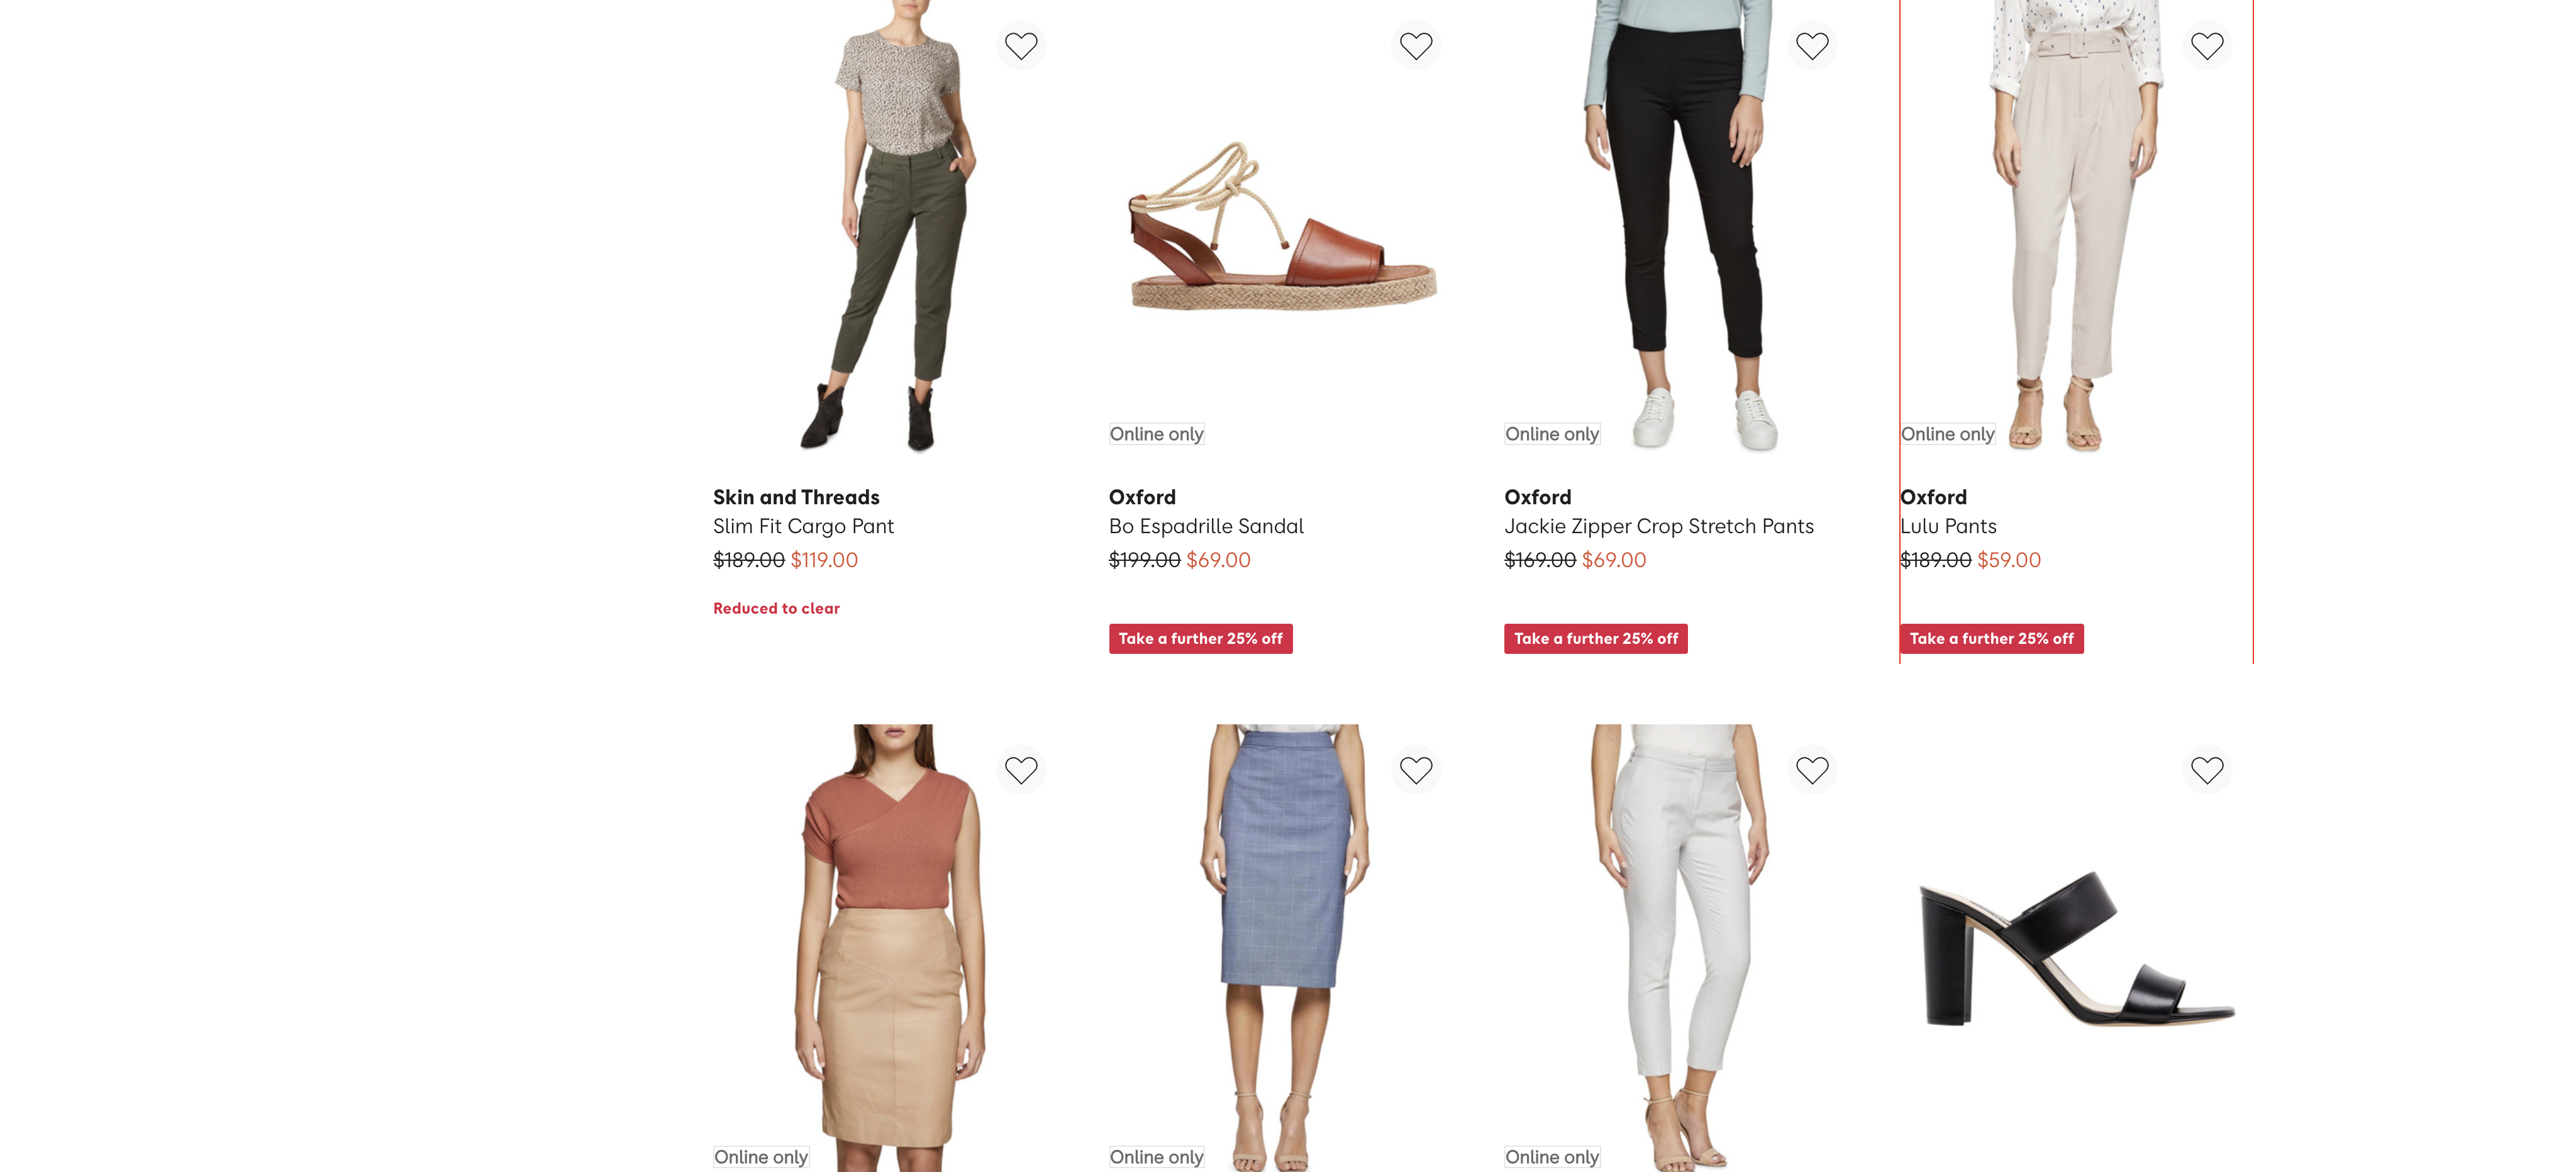 Online only
Online only
Online only
Skin and Threads
Slim Fit Cargo Pant
$189.00 $119.00
Reduced to clear
Oxford
Bo Espadrille Sandal
$199.00 $69.00
Take a further 25% off
Oxford
Jackie Zipper Crop Stretch Pants
$169.00 $69.00
Take a further 25% off
Oxford
Lulu Pants
$189.00 $59.00
Take a further 25% off
Online only
Online only
Online only